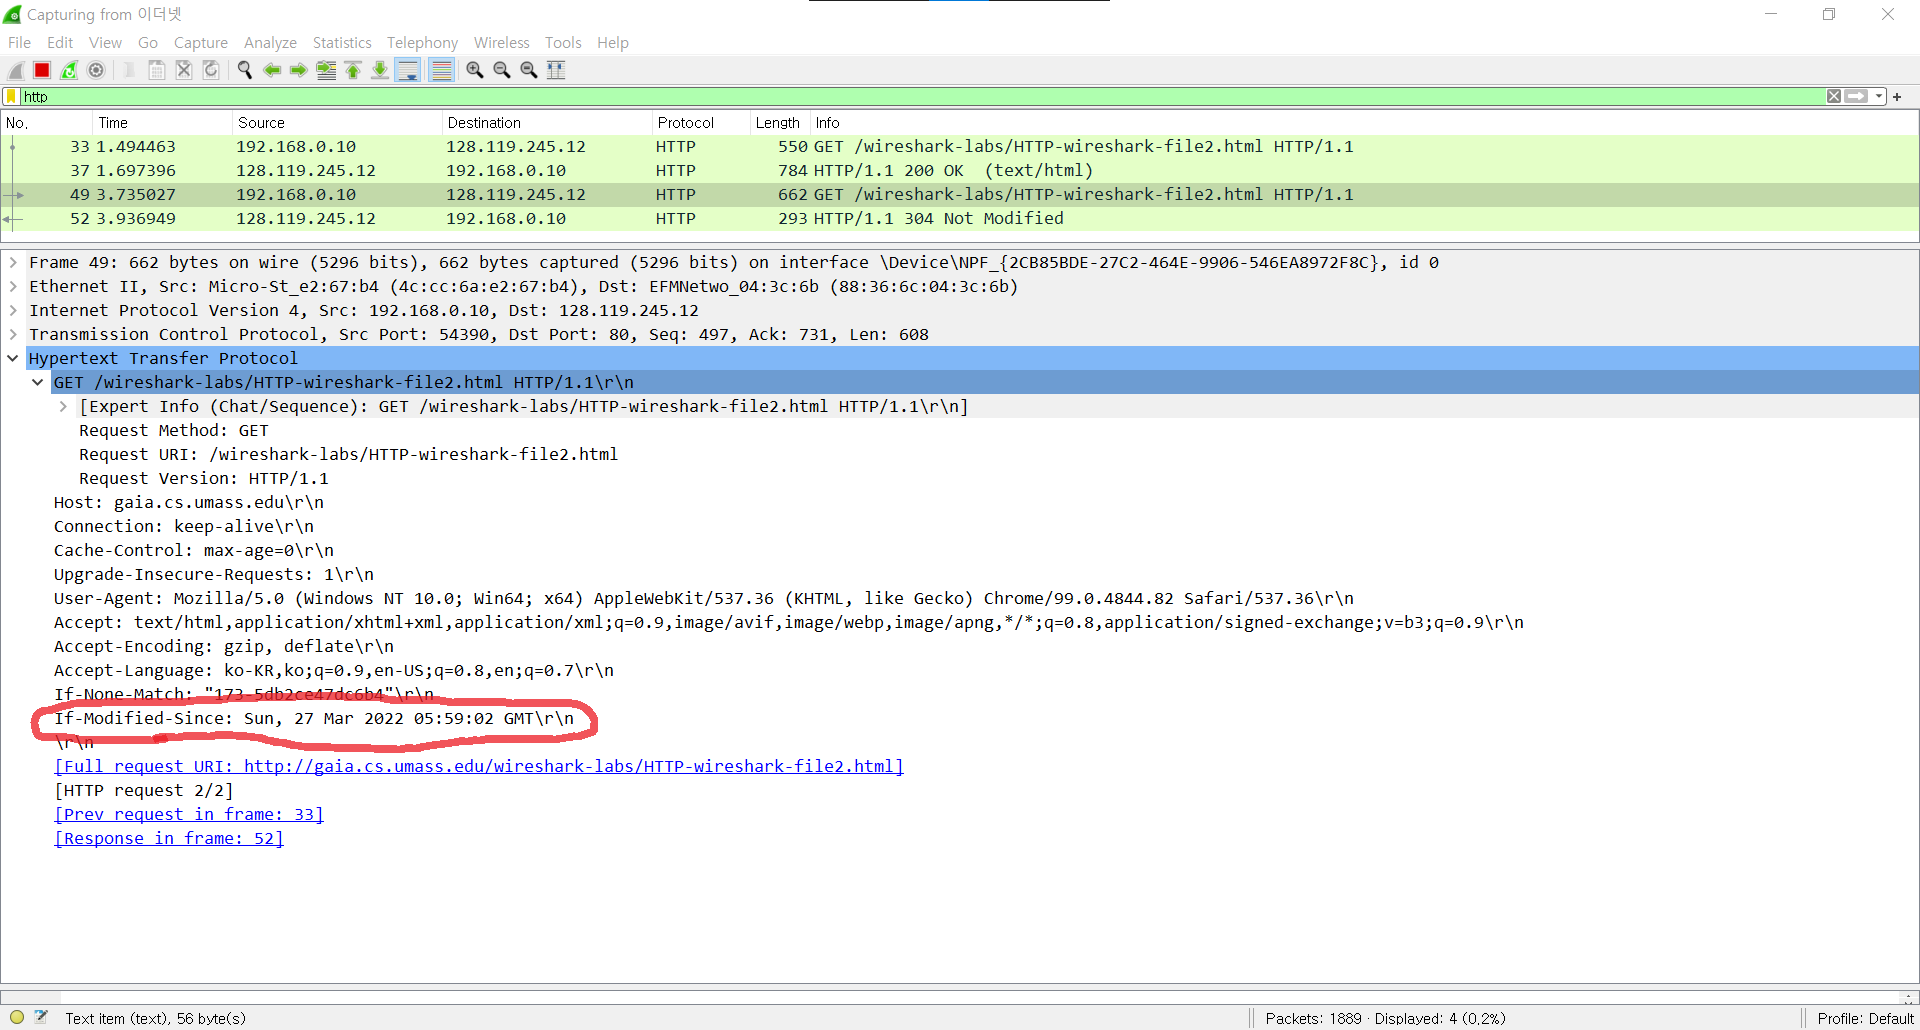 Capturing from 이더넷
File Edit View Go Capture Analyze Statistics Telephony Wireless Tools Help
http
No. Time Source Destination Protocol Length Info
33 1.494463 192.168.0.10 128.119.245.12 HTTP 550 GET /wireshark-labs/HTTP-wireshark-file2.html HTTP/1.1
37 1.697396 128.119.245.12 192.168.0.10 HTTP 784 HTTP/1.1 200 OK (text/html)
49 3.735027 192.168.0.10 128.119.245.12 HTTP 662 GET /wireshark-labs/HTTP-wireshark-file2.html HTTP/1.1
52 3.936949 128.119.245.12 192.168.0.10 HTTP 293 HTTP/1.1 304 Not Modified
Frame 49: 662 bytes on wire (5296 bits), 662 bytes captured (5296 bits) on interface \Device\NPF_{2CB85BDE-27C2-464E-9906-546EA8972F8C}, id 0
Ethernet II, Src: Micro-St_e2:67:b4 (4c:cc:6a:e2:67:b4), Dst: EFMNetwo_04:3c:6b (88:36:6c:04:3c:6b)
Internet Protocol Version 4, Src: 192.168.0.10, Dst: 128.119.245.12
Transmission Control Protocol, Src Port: 54390, Dst Port: 80, Seq: 497, Ack: 731, Len: 608
Hypertext Transfer Protocol
GET /wireshark-labs/HTTP-wireshark-file2.html HTTP/1.1\r\n
[Expert Info (Chat/Sequence): GET /wireshark-labs/HTTP-wireshark-file2.html HTTP/1.1\r\n]
Request Method: GET
Request URI: /wireshark-labs/HTTP-wireshark-file2.html
Request Version: HTTP/1.1
Host: gaia.cs.umass.edu\r\n
Connection: keep-alive\r\n
Cache-Control: max-age=0\r\n
Upgrade-Insecure-Requests: 1\r\n
User-Agent: Mozilla/5.0 (Windows NT 10.0; Win64; x64) AppleWebKit/537.36 (KHTML, like Gecko) Chrome/99.0.4844.82 Safari/537.36\r\n
Accept: text/html,application/xhtml+xml,application/xml;q=0.9,image/avif,image/webp,image/apng,*/*;q=0.8,application/signed-exchange;v=b3;q=0.9\r\n
Accept-Encoding: gzip, deflate\r\n
Accept-Language: ko-KR,ko;q=0.9,en-US;q=0.8,en;q=0.7\r\n
If-None-Match: "173-5db2ce47dc6b4"\r\n
If-Modified-Since: Sun, 27 Mar 2022 05:59:02 GMT\r\n
\r\n
[Full request URI: http://gaia.cs.umass.edu/wireshark-labs/HTTP-wireshark-file2.html]
[HTTP request 2/2]
[Prev request in frame: 33]
[Response in frame: 52]
Text item (text), 56 byte(s) Packets: 1889 · Displayed: 4 (0.2%) Profile: Default